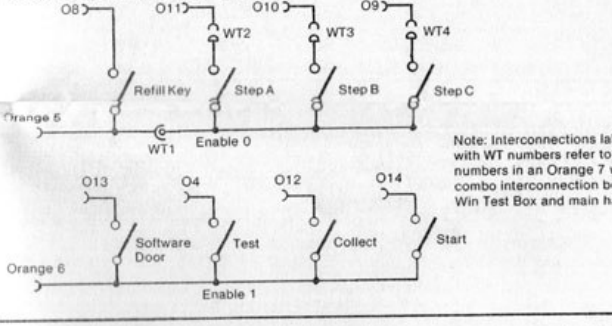 O8 O11 O10 O9
WT2 WT3 WT4
Refill Key Step A Step B Step C
Orange 5
WT1 Enable 0
Note: Interconnections la
with WT numbers refer to
numbers in an Orange 7
combo interconnection b
Win Test Box and main h
O13 O4 O12 O14
Software Door Test Collect Start
Orange 6
Enable 1